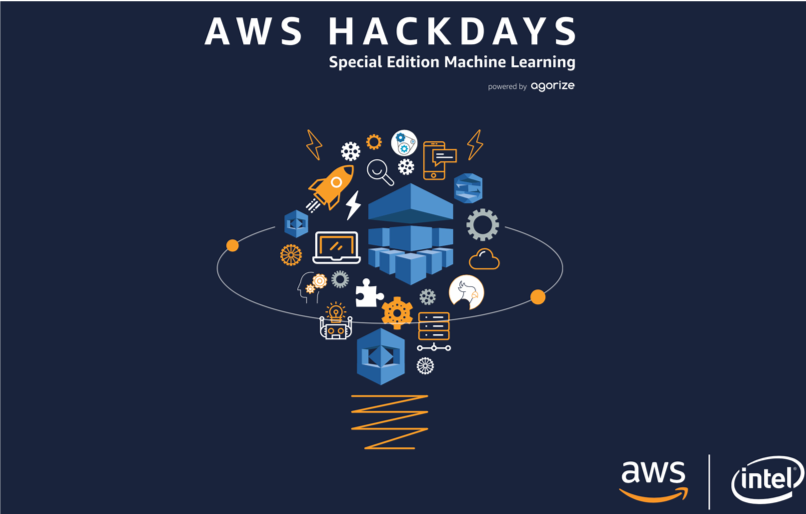 AWS HACKDAYS
Special Edition Machine Learning
powered by agorize
aws
intel